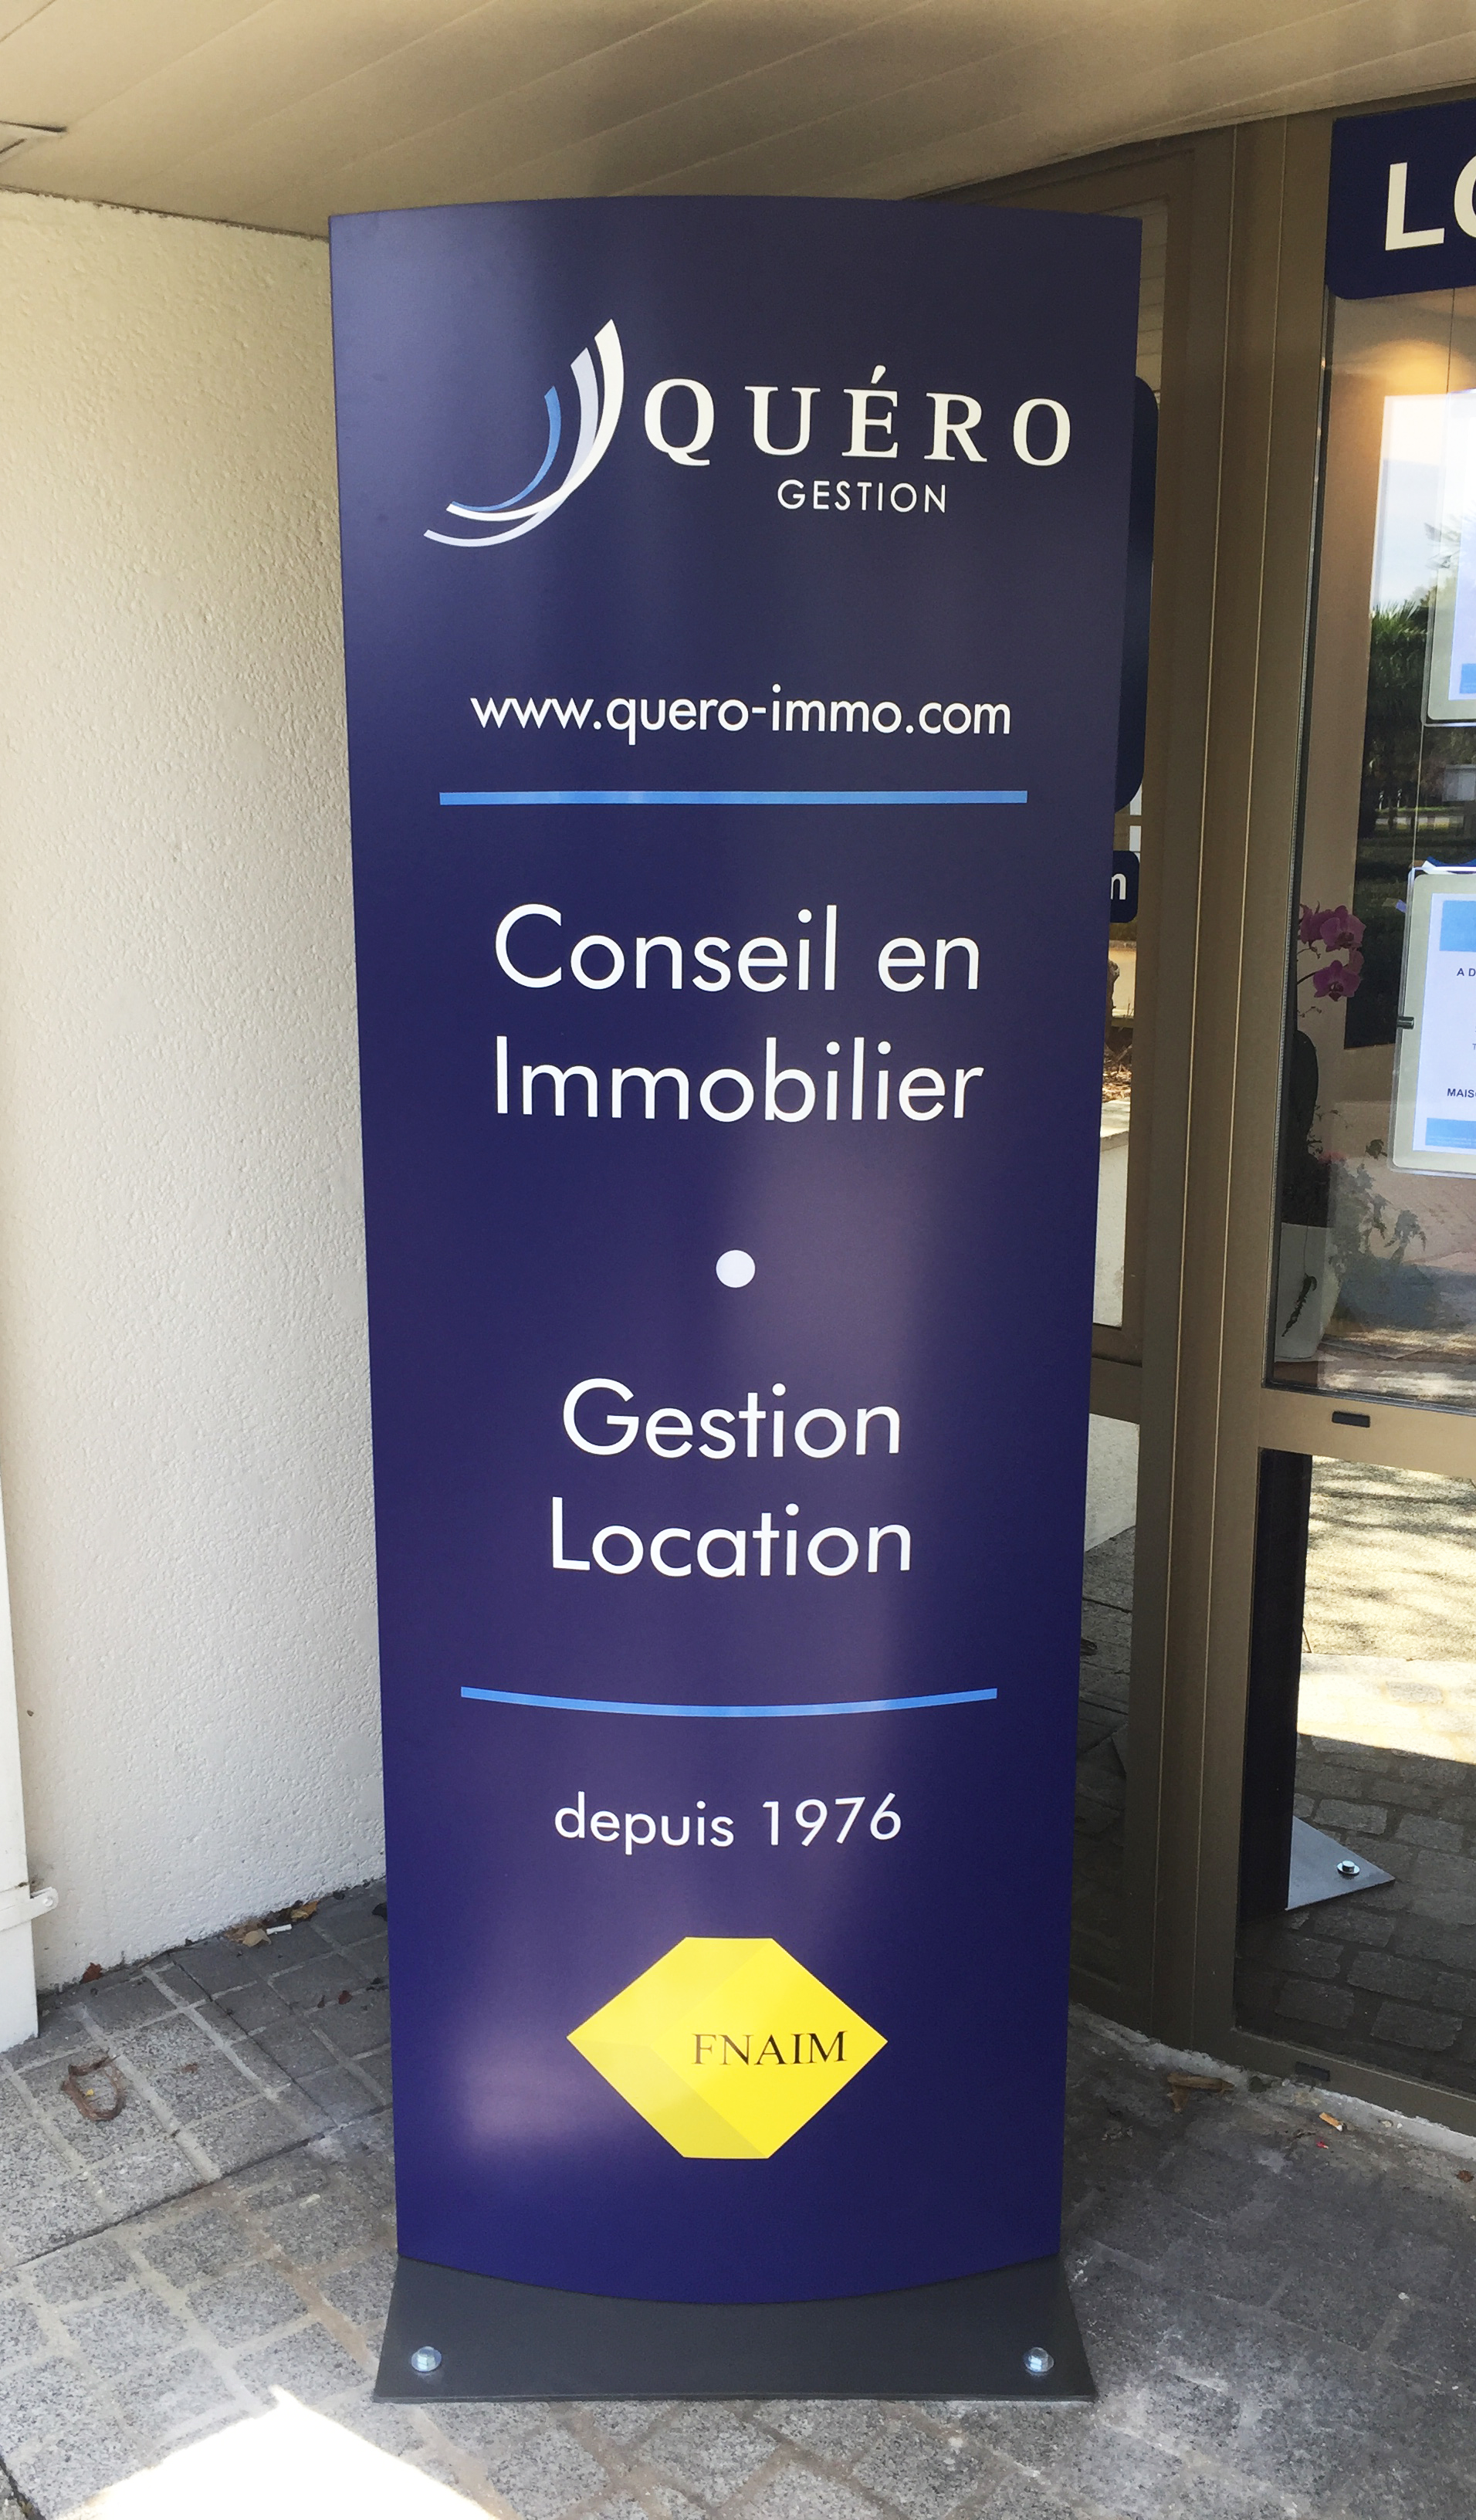 QUÉRO
GESTION
www.quero-immo.com
Conseil en
Immobilier
Gestion
Location
depuis 1976
FNAIM